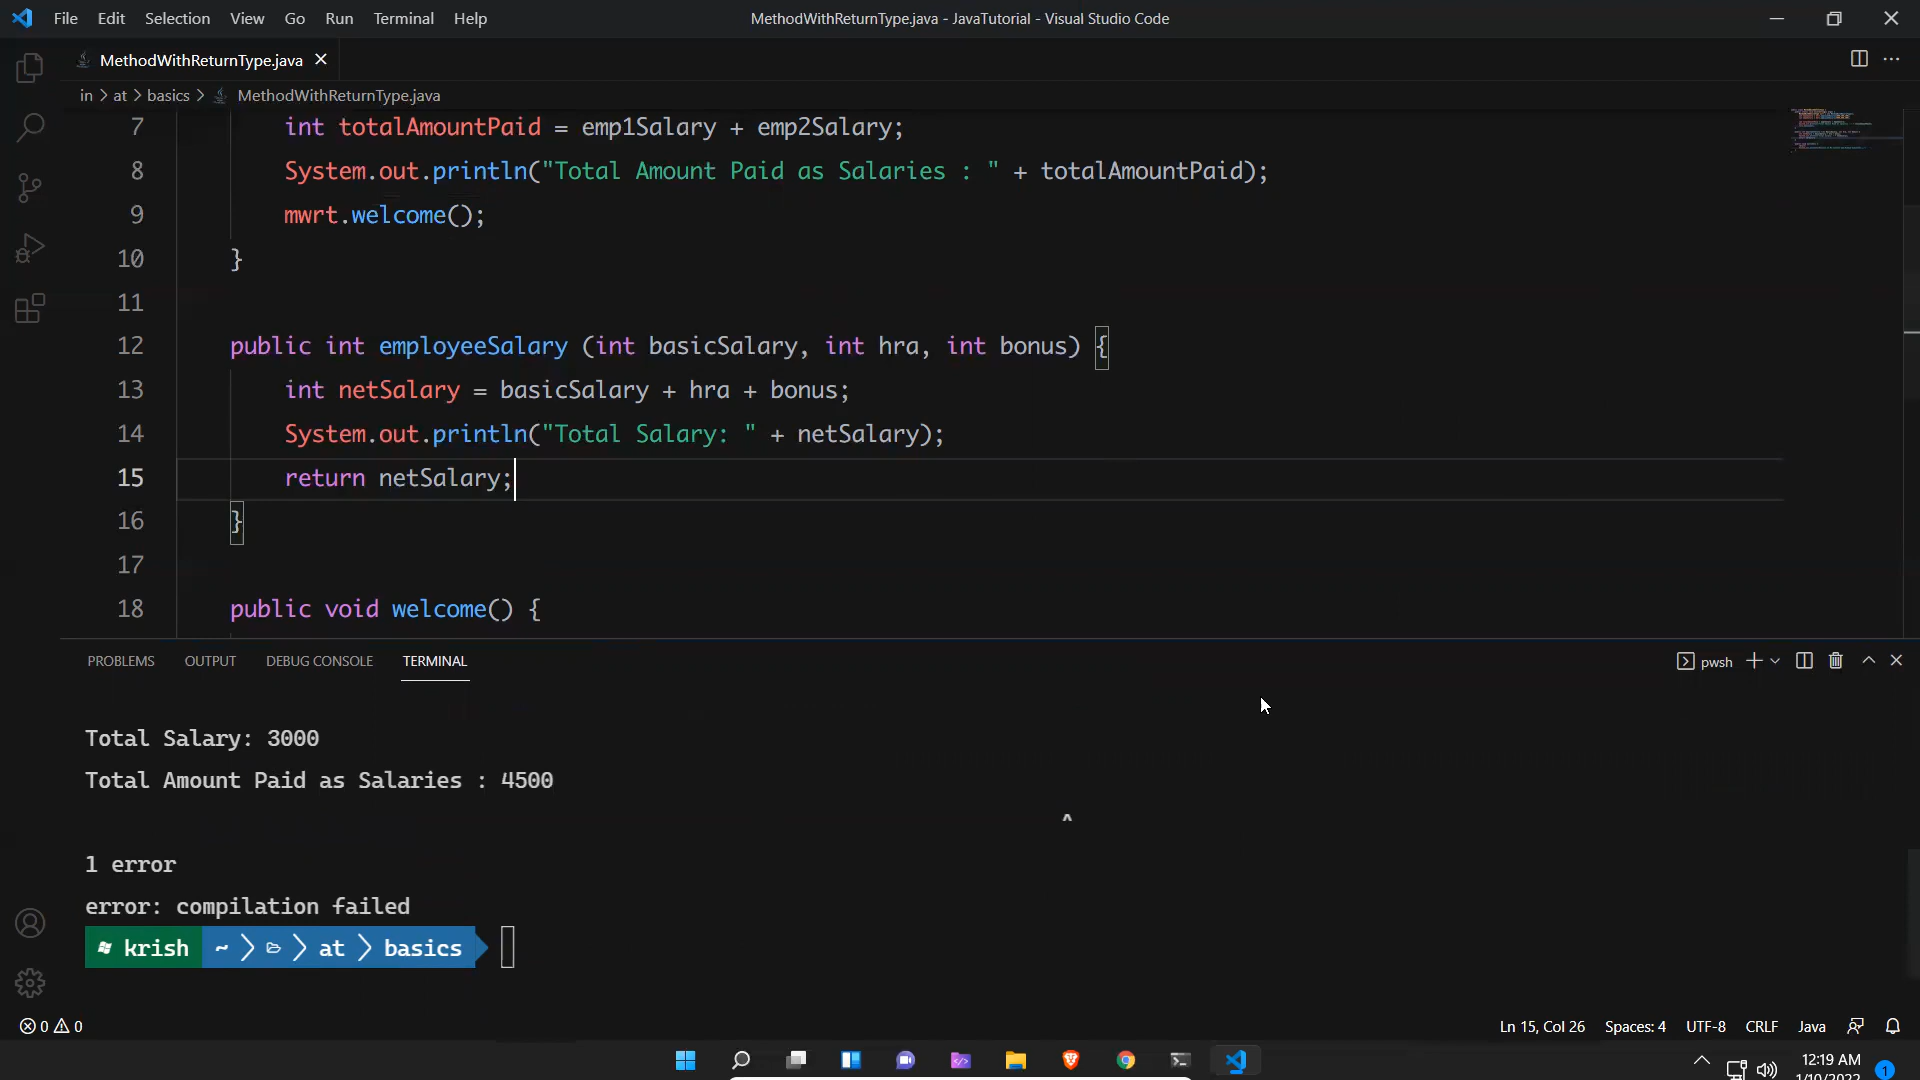 File Edit Selection View Go Run Terminal Help MethodWithReturnType.java - JavaTutorial - Visual Studio Code
MethodWithReturnType.java
in > at > basics > MethodWithReturnType.java
7 int totalAmountPaid = emp1Salary + emp2Salary;
8 System.out.println("Total Amount Paid as Salaries : " + totalAmountPaid);
9 mwrt.welcome();
10 }
11
12 public int employeeSalary (int basicSalary, int hra, int bonus) {
13 int netSalary = basicSalary + hra + bonus;
14 System.out.println("Total Salary: " + netSalary);
15 return netSalary;
16 }
17
18 public void welcome() {
PROBLEMS OUTPUT DEBUG CONSOLE TERMINAL pwsh
Total Salary: 3000
Total Amount Paid as Salaries : 4500
^
1 error
error: compilation failed
krish ~ > > at > basics
0 0 Ln 15, Col 26 Spaces: 4 UTF-8 CRLF Java
12:19 AM
1/10/2022 1